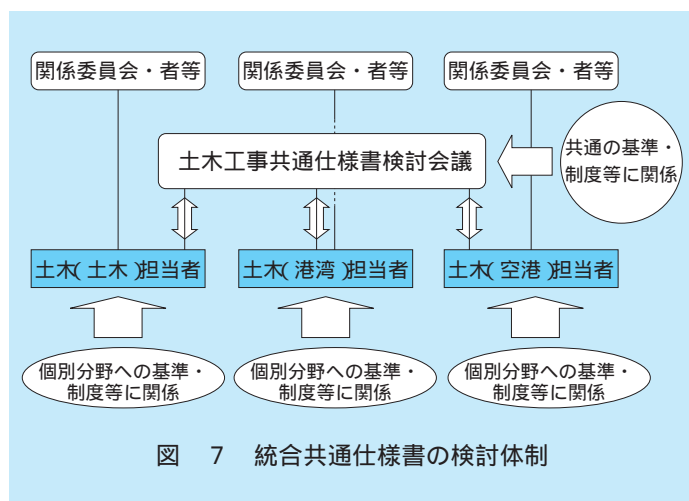 関係委員会・者等
関係委員会・者等
関係委員会・者等
土木工事共通仕様書検討会議
共通の基準・
制度等に関係
土木(土木)担当者
土木(港湾)担当者
土木(空港)担当者
個別分野への基準・
制度等に関係
個別分野への基準・
制度等に関係
個別分野への基準・
制度等に関係
図 7 統合共通仕様書の検討体制